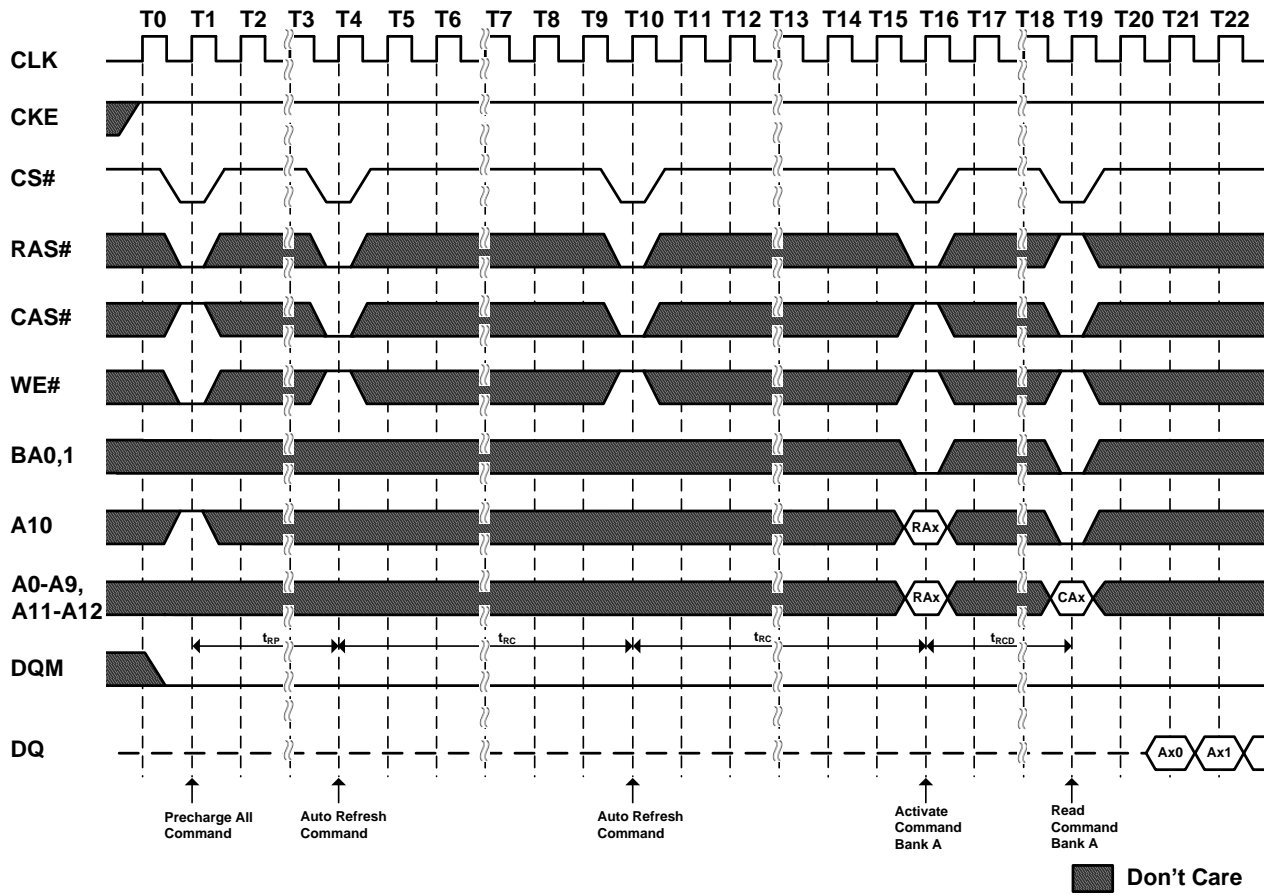 T0 T1 T2 T3 T4 T5 T6 T7 T8 T9 T10 T11 T12 T13 T14 T15 T16 T17 T18 T19 T20 T21 T22
CLK
CKE
CS#
RAS#
CAS#
WE#
BA0,1
A10
RAx
A0-A9,
A11-A12
RAx CAx
tRP tRC tRC tRCD
DQM
DQ
Ax0 Ax1
Precharge All
Command
Auto Refresh
Command
Auto Refresh
Command
Activate
Command
Bank A
Read
Command
Bank A
Don't Care